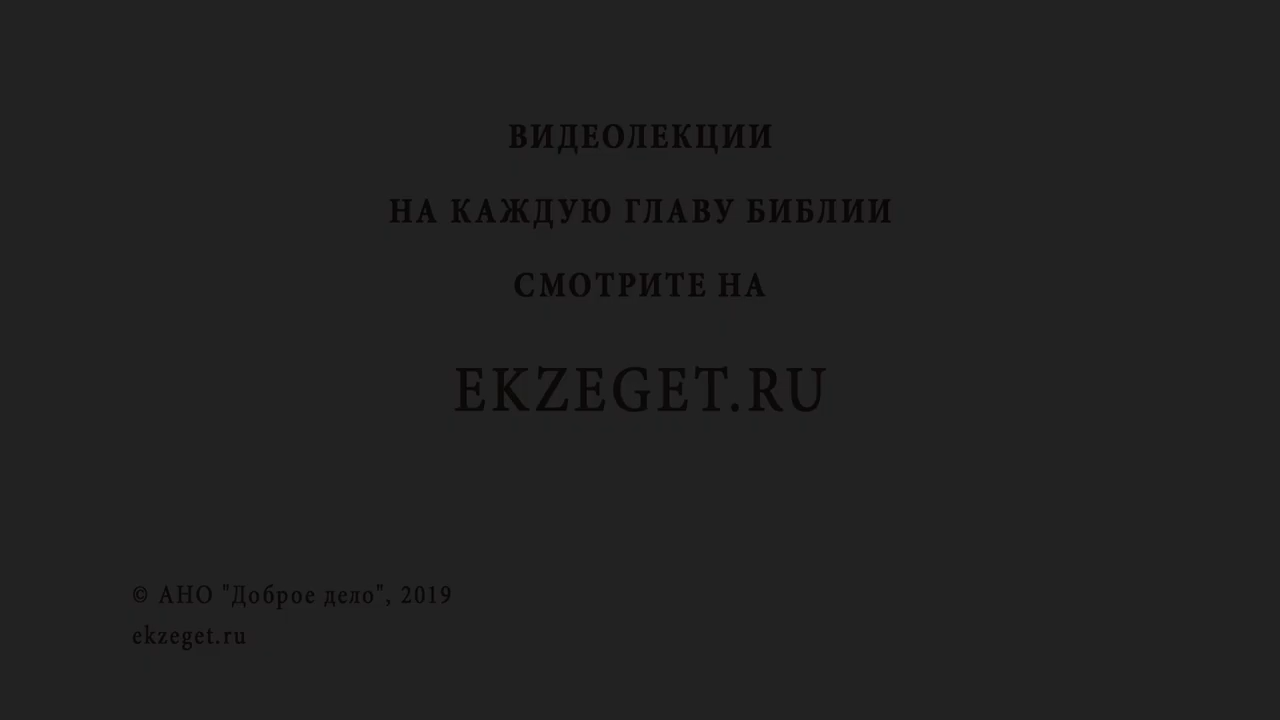 ВИДЕОЛЕКЦИИ
НА КАЖДУЮ ГЛАВУ БИБЛИИ
СМОТРИТЕ НА
EKZEGET.RU
© АНО "Доброе дело", 2019
ekzeget.ru